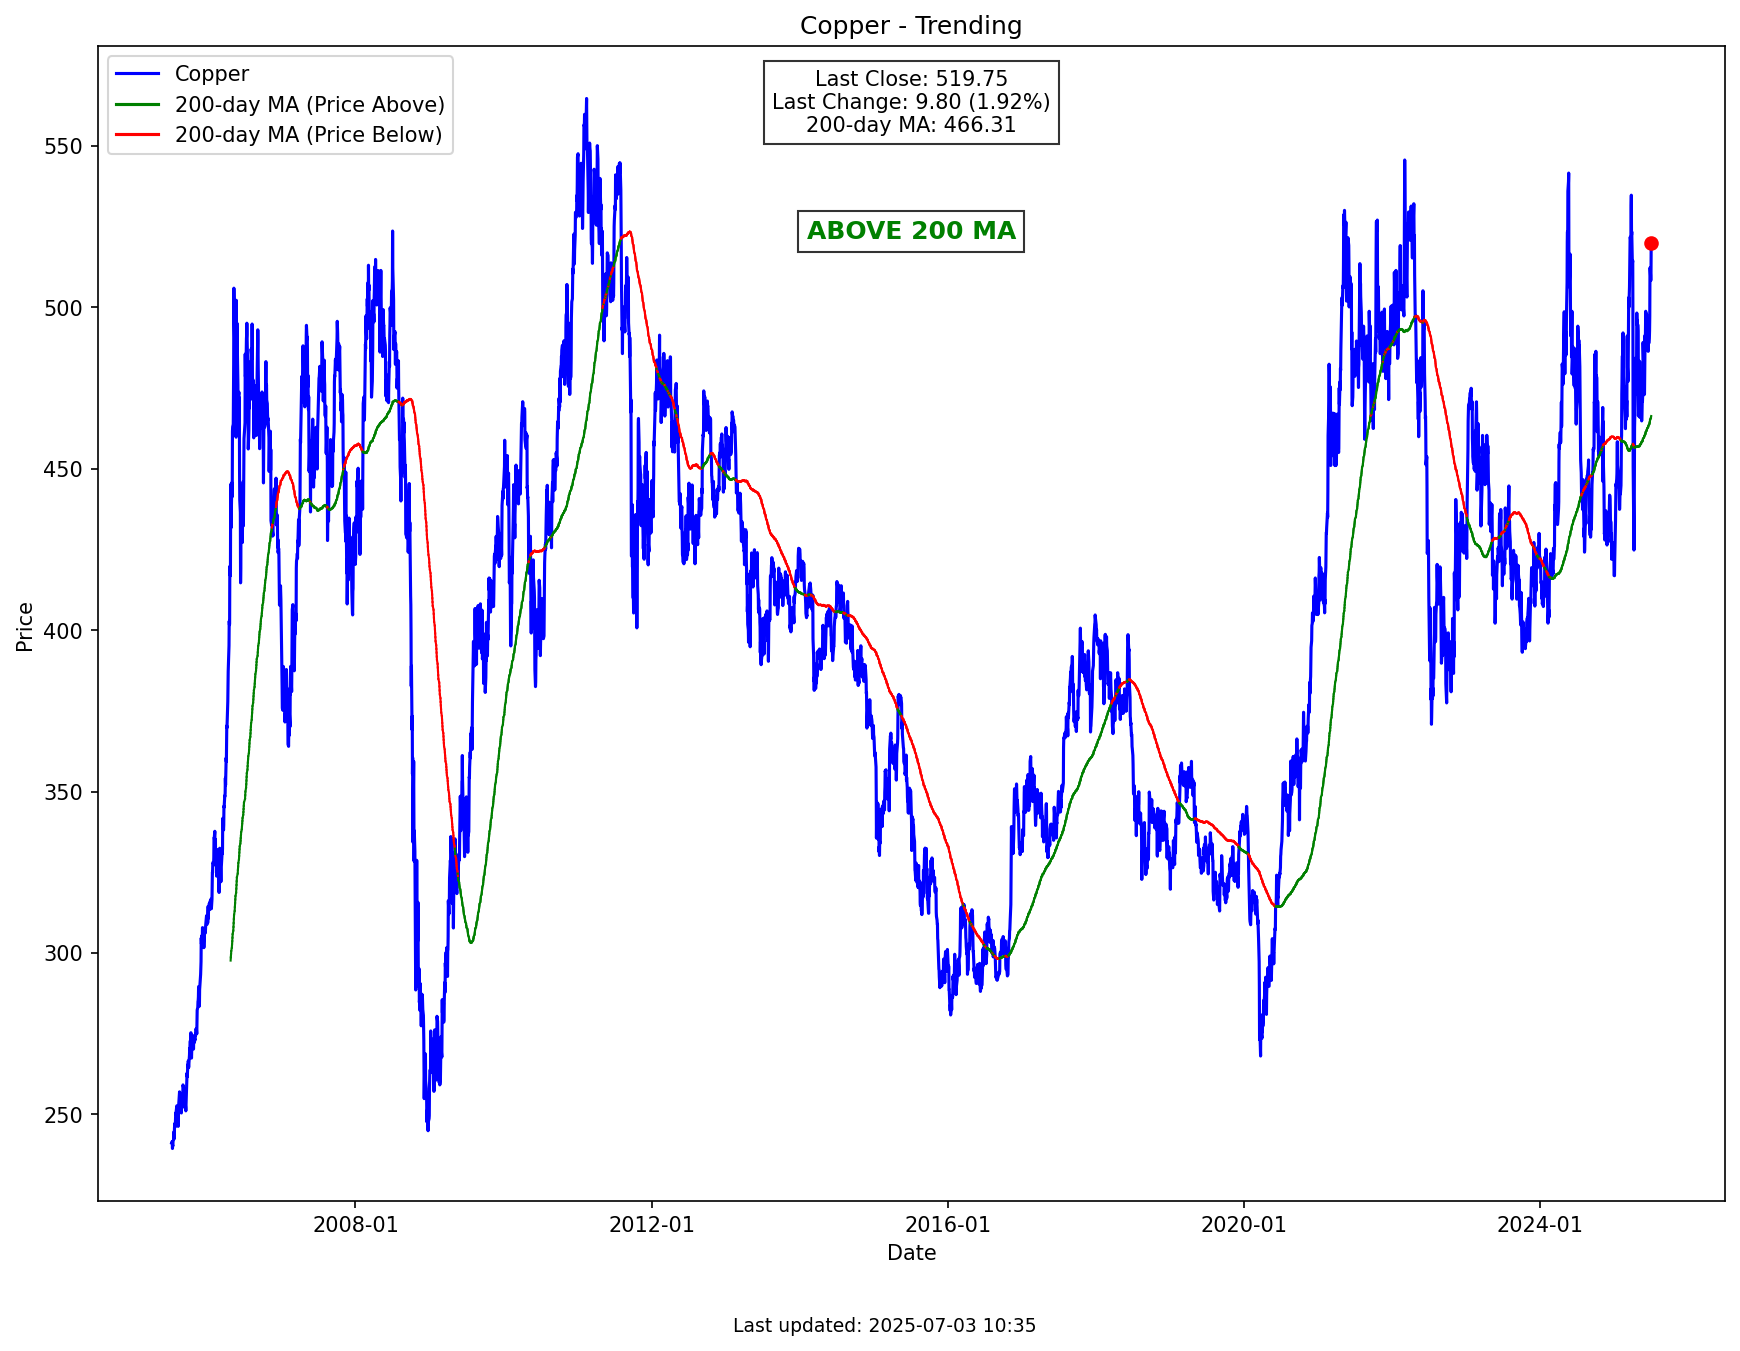 Copper - Trending
Copper
200-day MA (Price Above)
200-day MA (Price Below)
Last Close: 519.75
Last Change: 9.80 (1.92%)
200-day MA: 466.31
ABOVE 200 MA
Price
550
500
450
400
350
300
250
2008-01
2012-01
2016-01
2020-01
2024-01
Date
Last updated: 2025-07-03 10:35